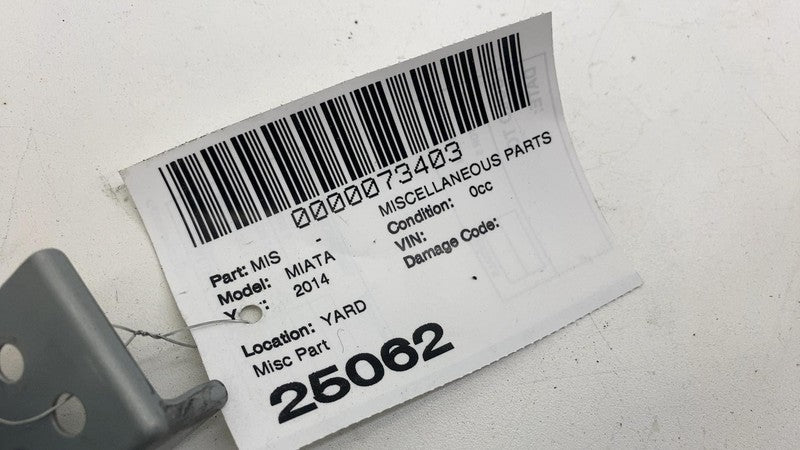 0000073403
Part: MIS - MISCELLANEOUS PARTS
Model: MIATA Condition: 0cc
2014 VIN:
Damage Code:
Location: YARD
Misc Part
25062